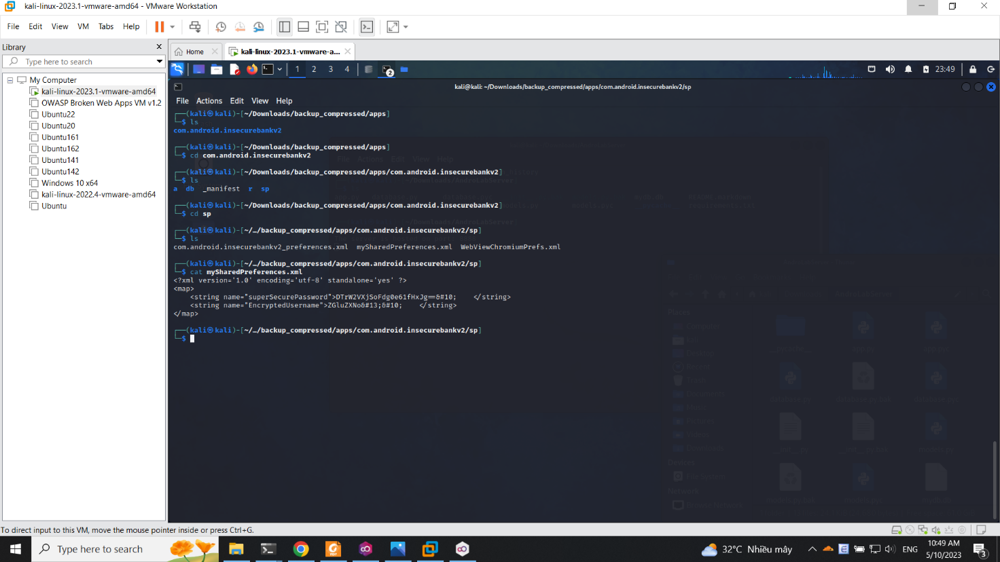 kali-linux-2023.1-vmware-amd64 - VMware Workstation
File Edit View VM Tabs Help
Library
Type here to search
My Computer
kali-linux-2023.1-vmware-amd64
OWASP Broken Web Apps VM v1.2
Ubuntu22
Ubuntu20
Ubuntu161
Ubuntu162
Ubuntu141
Ubuntu142
Windows 10 x64
kali-linux-2022.4-vmware-amd64
Ubuntu
Home
kali-linux-2023.1-vmware-a...
1 2 3 4
2
23:49
kali@kali: ~/Downloads/backup_compressed/apps/com.android.insecurebankv2/sp
File Actions Edit View Help
┌──(kali㉿kali)-[~/Downloads/backup_compressed/apps]
└─$ ls
com.android.insecurebankv2
┌──(kali㉿kali)-[~/Downloads/backup_compressed/apps]
└─$ cd com.android.insecurebankv2
┌──(kali㉿kali)-[~/Downloads/backup_compressed/apps/com.android.insecurebankv2]
└─$ ls
a db _manifest r sp
┌──(kali㉿kali)-[~/Downloads/backup_compressed/apps/com.android.insecurebankv2]
└─$ cd sp
┌──(kali㉿kali)-[~/…/backup_compressed/apps/com.android.insecurebankv2/sp]
└─$ ls
com.android.insecurebankv2_preferences.xml mySharedPreferences.xml WebViewChromiumPrefs.xml
┌──(kali㉿kali)-[~/…/backup_compressed/apps/com.android.insecurebankv2/sp]
└─$ cat mySharedPreferences.xml
<?xml version='1.0' encoding='utf-8' standalone='yes' ?>
<map>
<string name="superSecurePassword">DTrW2VXjSoFdg0e61fHxJg==&#10; </string>
<string name="EncryptedUsername">ZGluZXNo&#13;&#10; </string>
</map>
┌──(kali㉿kali)-[~/…/backup_compressed/apps/com.android.insecurebankv2/sp]
└─$
To direct input to this VM, move the mouse pointer inside or press Ctrl+G.
Type here to search
32°C Nhiều mây
ENG
10:49 AM
5/10/2023
3